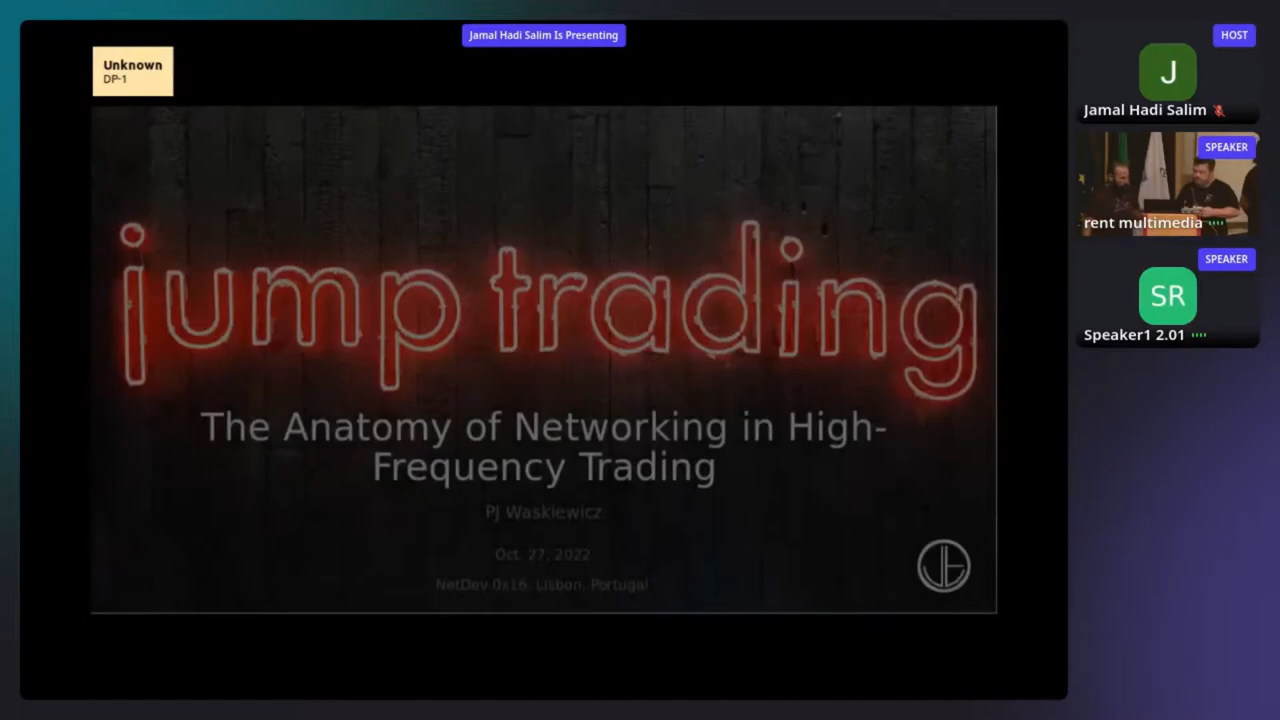 Jamal Hadi Salim Is Presenting
Unknown
DP-1
jump trading
The Anatomy of Networking in High-
Frequency Trading
PJ Waskiewicz
Oct. 27, 2022
NetDev 0x16, Lisbon, Portugal
HOST
J
Jamal Hadi Salim
SPEAKER
rent multimedia
SPEAKER
SR
Speaker1 2.01